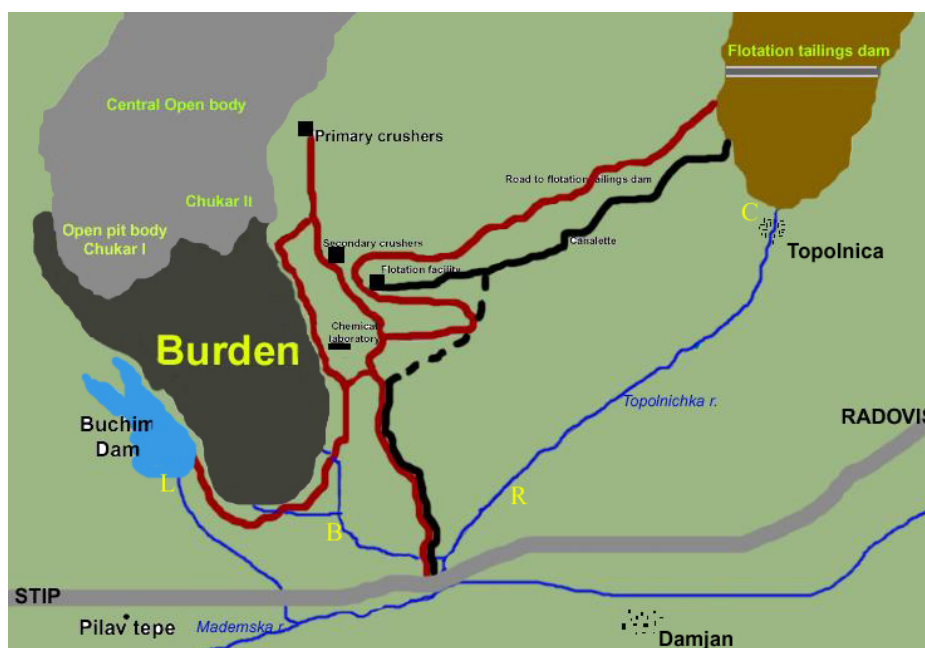 Flotation tailings dam
Central Open body
Primary crushers
Road to flotation tailings dam
Chukar II
C
Open pit body
Chukar I
Secondary crushers
Canalette
Topolnica
Flotation facility
Chemical
laboratory
Burden
Topolnichka r.
Buchim
Dam
RADOVIS
L
R
B
STIP
Pilav tepe
Mademska r.
Damjan